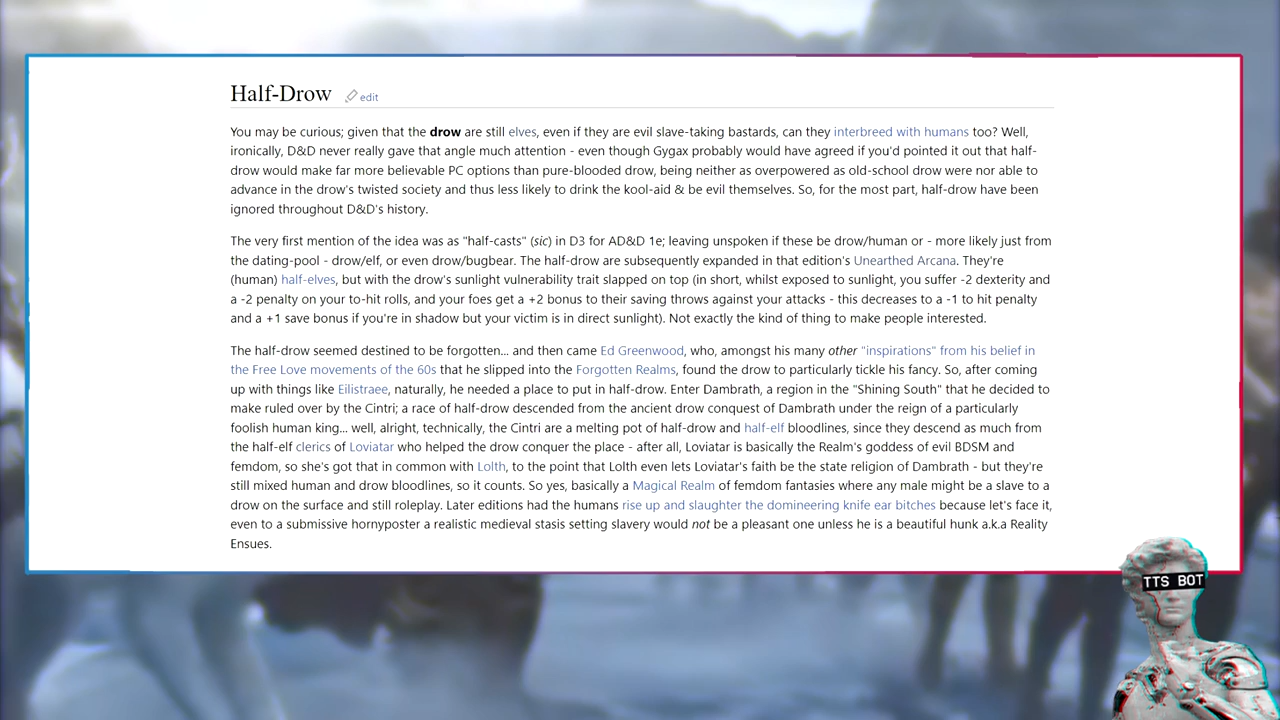 Half-Drow edit
You may be curious; given that the drow are still elves, even if they are evil slave-taking bastards, can they interbreed with humans too? Well,
ironically, D&D never really gave that angle much attention - even though Gygax probably would have agreed if you'd pointed it out that half-
drow would make far more believable PC options than pure-blooded drow, being neither as overpowered as old-school drow were nor able to
advance in the drow's twisted society and thus less likely to drink the kool-aid & be evil themselves. So, for the most part, half-drow have been
ignored throughout D&D's history.
The very first mention of the idea was as "half-casts" (sic) in D3 for AD&D 1e; leaving unspoken if these be drow/human or - more likely just from
the dating-pool - drow/elf, or even drow/bugbear. The half-drow are subsequently expanded in that edition's Unearthed Arcana. They're
(human) half-elves, but with the drow's sunlight vulnerability trait slapped on top (in short, whilst exposed to sunlight, you suffer -2 dexterity and
a -2 penalty on your to-hit rolls, and your foes get a +2 bonus to their saving throws against your attacks - this decreases to a -1 to hit penalty
and a +1 save bonus if you're in shadow but your victim is in direct sunlight). Not exactly the kind of thing to make people interested.
The half-drow seemed destined to be forgotten... and then came Ed Greenwood, who, amongst his many other "inspirations" from his belief in
the Free Love movements of the 60s that he slipped into the Forgotten Realms, found the drow to particularly tickle his fancy. So, after coming
up with things like Eilistraee, naturally, he needed a place to put in half-drow. Enter Dambrath, a region in the "Shining South" that he decided to
make ruled over by the Cintri; a race of half-drow descended from the ancient drow conquest of Dambrath under the reign of a particularly
foolish human king... well, alright, technically, the Cintri are a melting pot of half-drow and half-elf bloodlines, since they descend as much from
the half-elf clerics of Loviatar who helped the drow conquer the place - after all, Loviatar is basically the Realm's goddess of evil BDSM and
femdom, so she's got that in common with Lolth, to the point that Lolth even lets Loviatar's faith be the state religion of Dambrath - but they're
still mixed human and drow bloodlines, so it counts. So yes, basically a Magical Realm of femdom fantasies where any male might be a slave to a
drow on the surface and still roleplay. Later editions had the humans rise up and slaughter the domineering knife ear bitches because let's face it,
even to a submissive hornyposter a realistic medieval stasis setting slavery would not be a pleasant one unless he is a beautiful hunk a.k.a Reality
Ensues.
TTS BOT